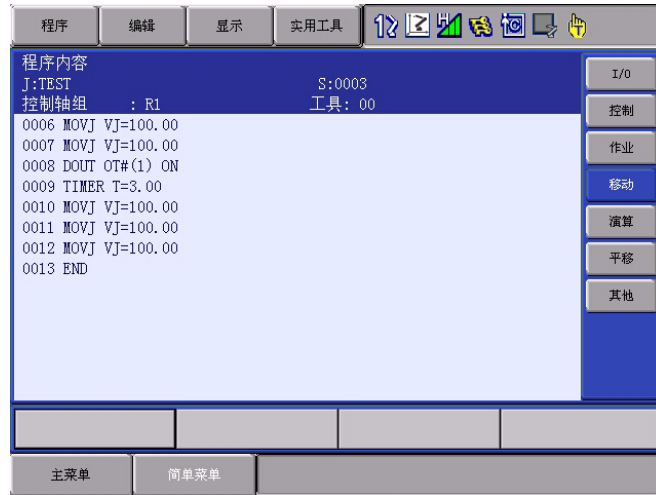 程序 编辑 显示 实用工具
程序内容
J:TEST S:0003
控制轴组 : R1 工具: 00
0006 MOVJ VJ=100.00
0007 MOVJ VJ=100.00
0008 DOUT OT#(1) ON
0009 TIMER T=3.00
0010 MOVJ VJ=100.00
0011 MOVJ VJ=100.00
0012 MOVJ VJ=100.00
0013 END
I/O
控制
作业
移动
演算
平移
其他
主菜单 简单菜单